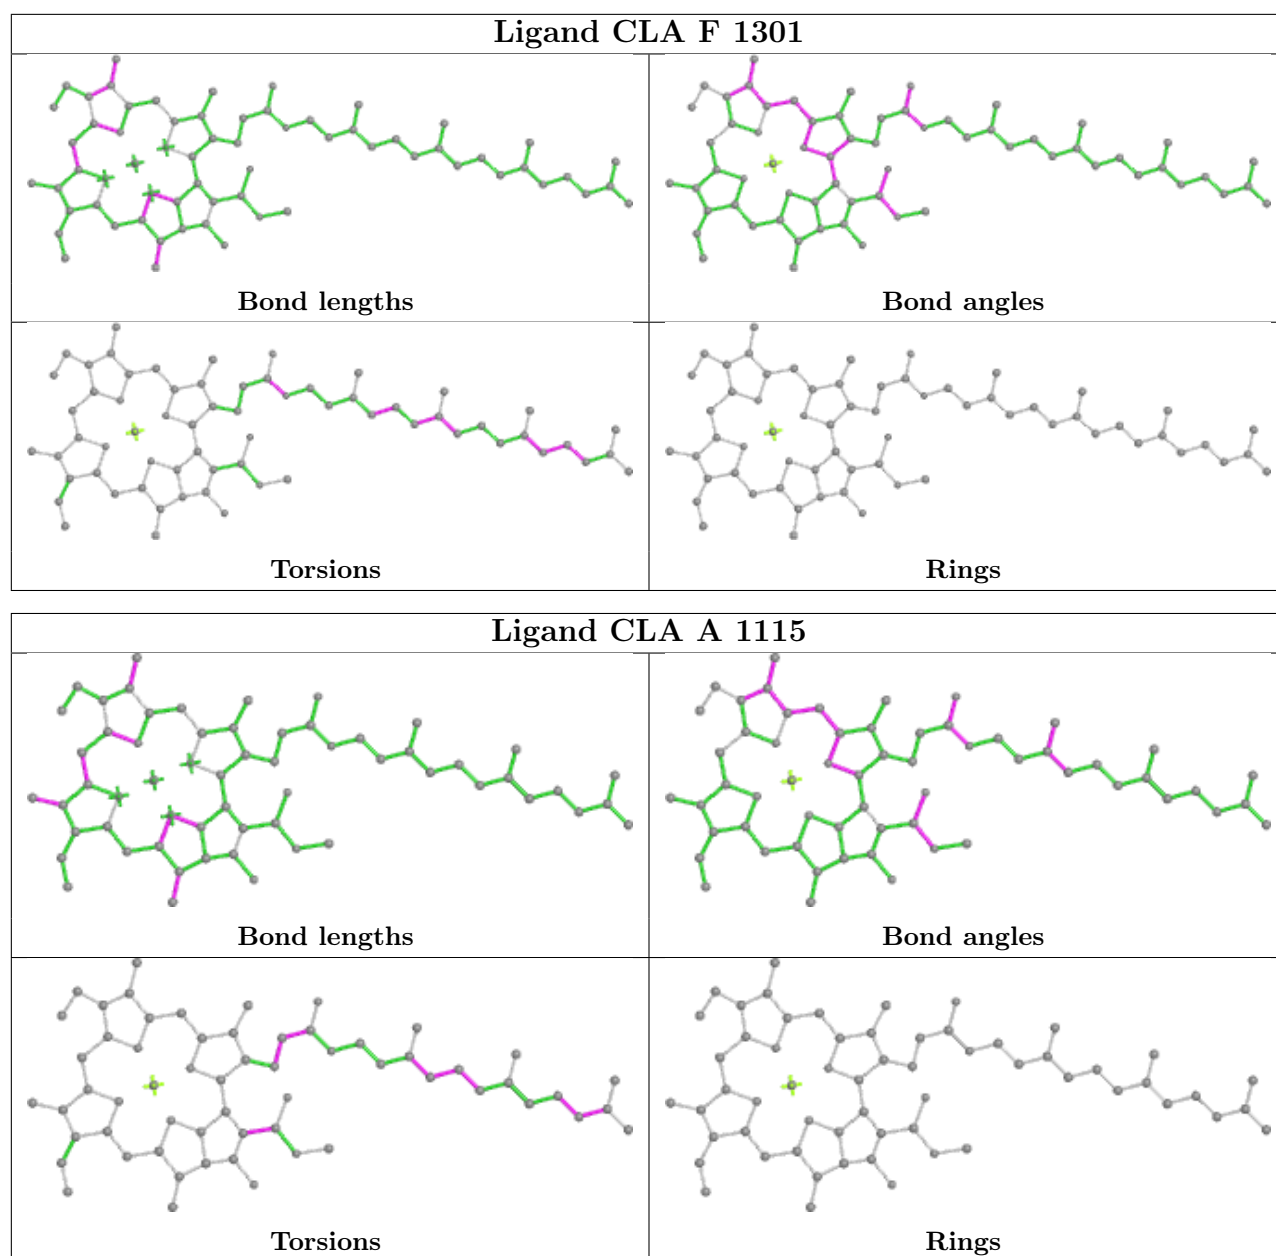 Ligand CLA F 1301
Bond lengths
Bond angles
Torsions
Rings
Ligand CLA A 1115
Bond lengths
Bond angles
Torsions
Rings